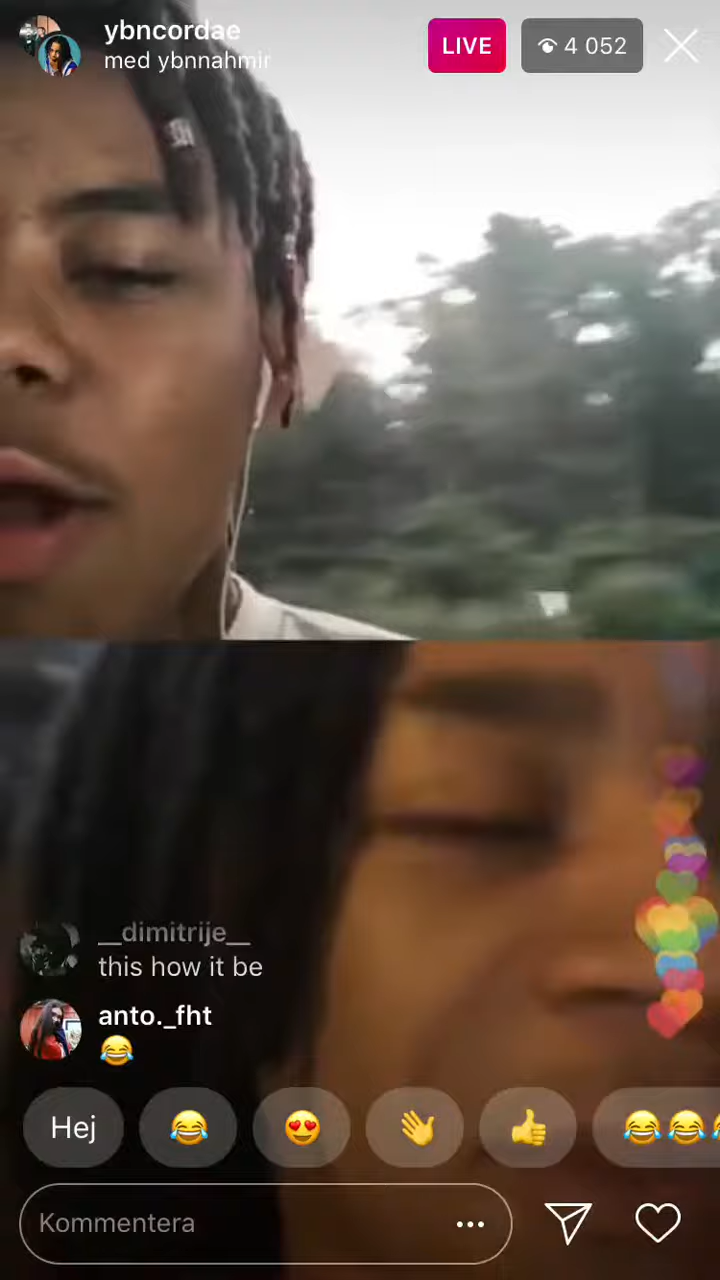 ybncordae
med ybnnahmir
LIVE
4 052
__dimitrije__
this how it be
anto._fht
😂
Hej 😂 😍 👋 👍 😂😂
Kommentera